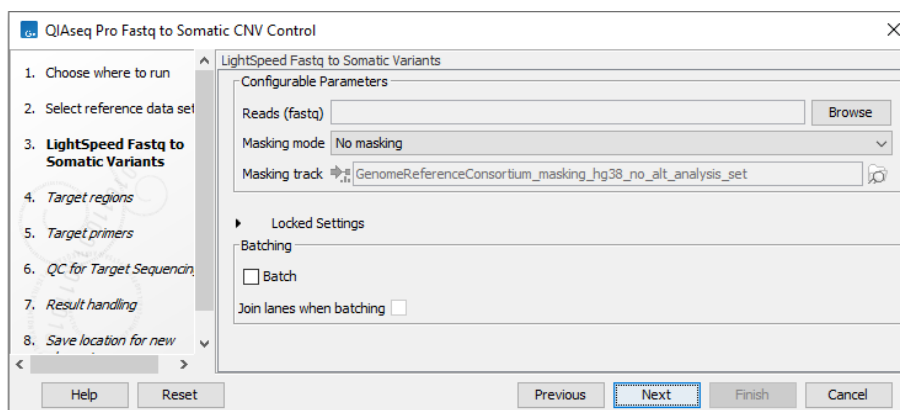 QIAseq Pro Fastq to Somatic CNV Control
1. Choose where to run
2. Select reference data set
3. LightSpeed Fastq to
Somatic Variants
4. Target regions
5. Target primers
6. QC for Target Sequencing
7. Result handling
8. Save location for new
LightSpeed Fastq to Somatic Variants
Configurable Parameters
Reads (fastq)
Browse
Masking mode No masking
Masking track GenomeReferenceConsortium_masking_hg38_no_alt_analysis_set
Locked Settings
Batching
Batch
Join lanes when batching
Help Reset Previous Next Finish Cancel